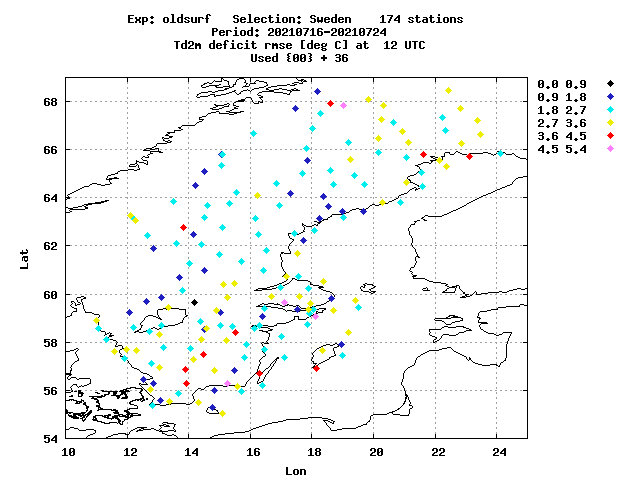 Exp: oldsurf   Selection: Sweden    174 stations
Period: 20210716-20210724
Td2m deficit rmse [deg C] at  12 UTC
Used {00} + 36
0.0 0.9
0.9 1.8
1.8 2.7
2.7 3.6
3.6 4.5
4.5 5.4
68
66
64
62
60
58
56
54
Lat
10 12 14 16 18 20 22 24
Lon